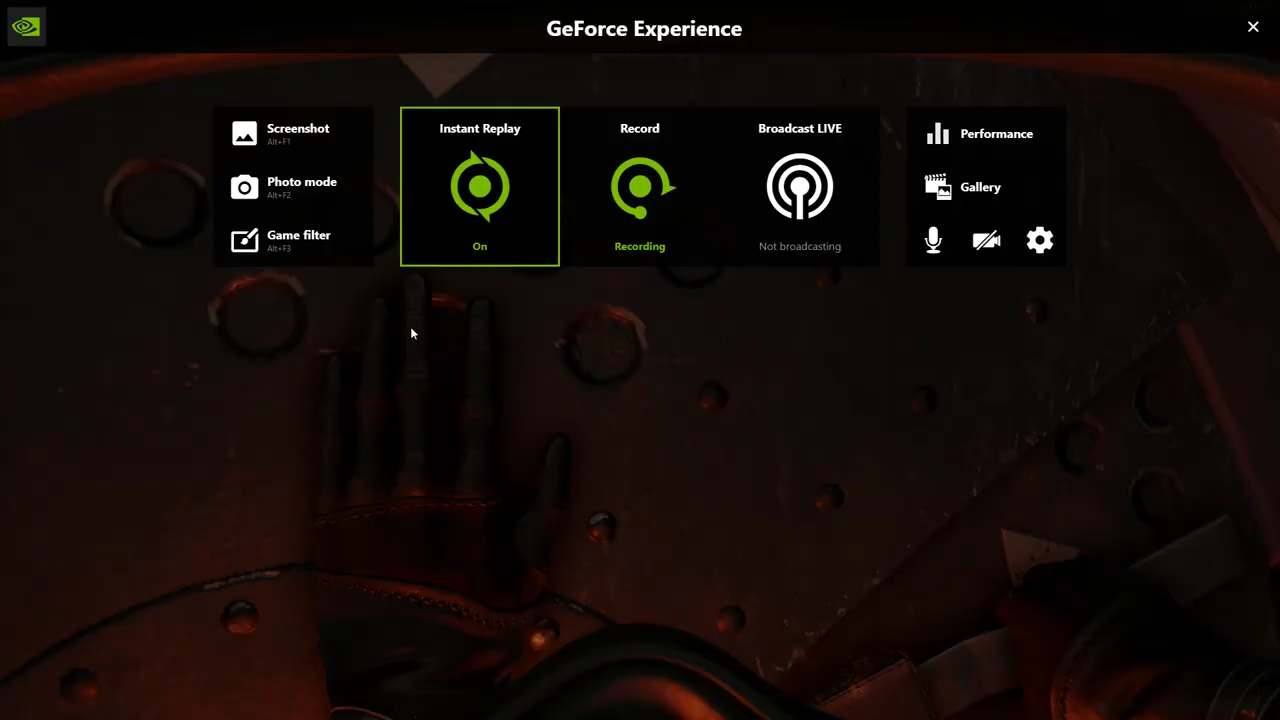 GeForce Experience
Screenshot
Alt+F1
Photo mode
Alt+F2
Game filter
Alt+F3
Instant Replay
On
Record
Recording
Broadcast LIVE
Not broadcasting
Performance
Gallery